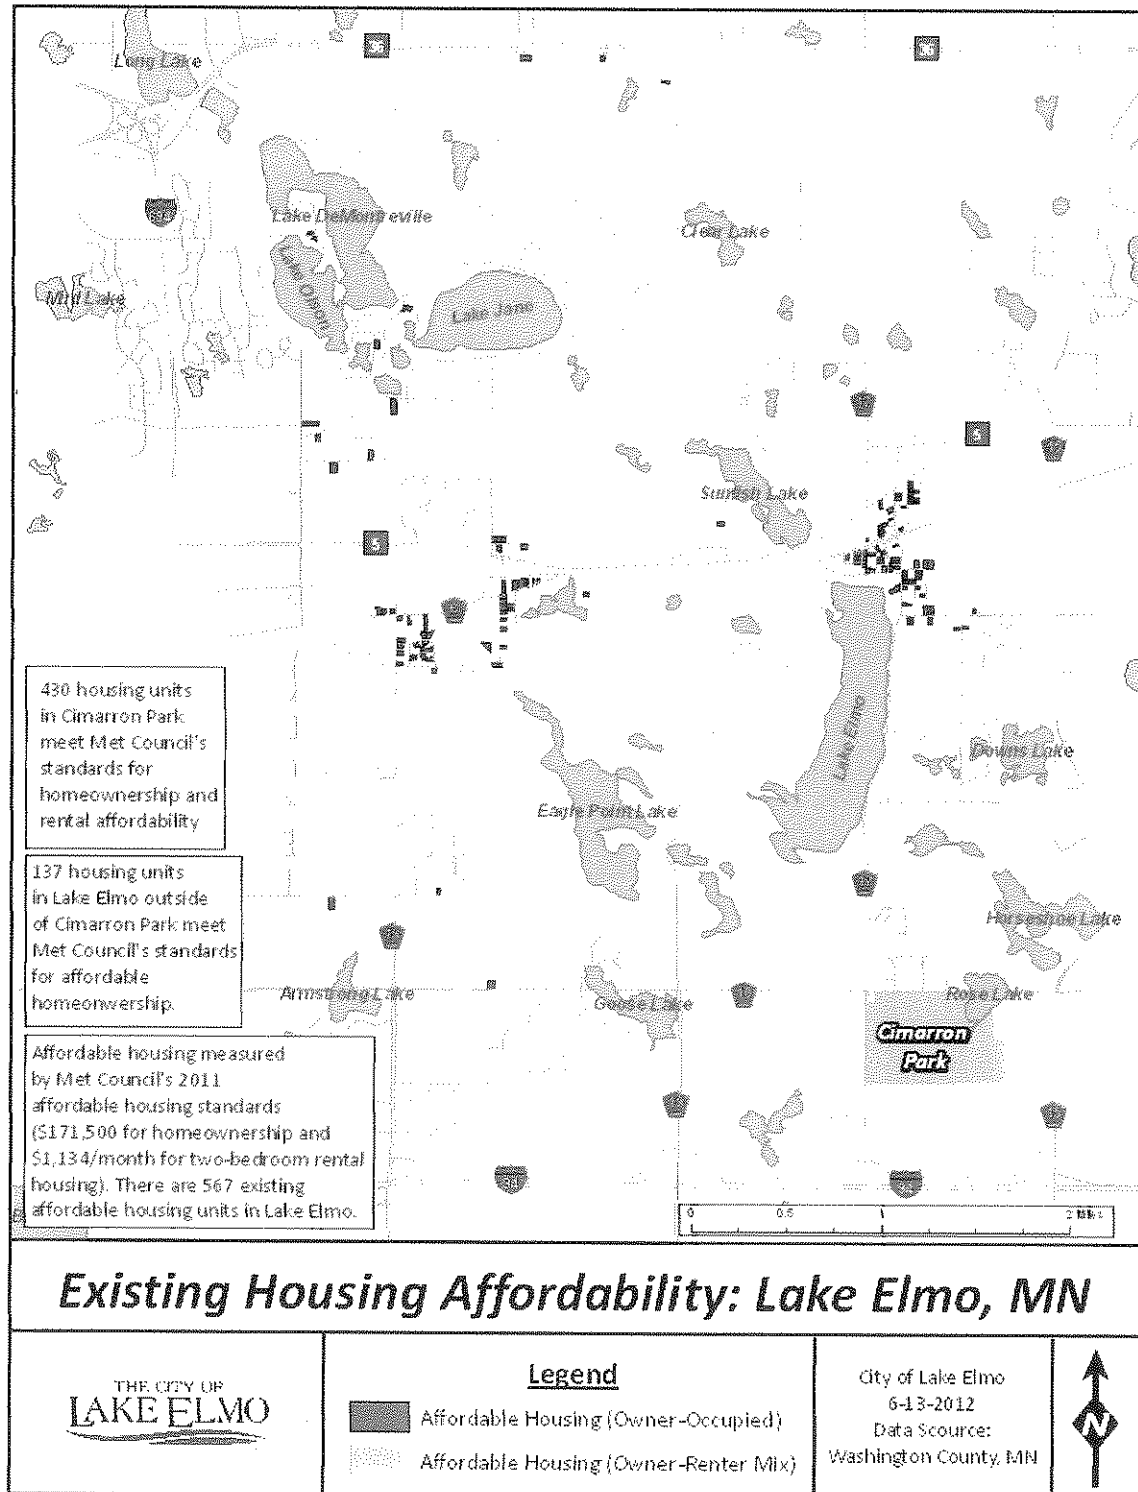 Long Lake
36
36
Lake DeMontreville
Clear Lake
Mud Lake
Lake Jane
5
Sunfish Lake
5
430 housing units
in Cimarron Park
meet Met Council's
standards for
homeownership and
rental affordability
Lake Elmo
Downs Lake
Eagle Point Lake
137 housing units
in Lake Elmo outside
of Cimarron Park meet
Met Council's standards
for affordable
homeonwership.
Horseshoe Lake
Armstrong Lake
Goose Lake
Rose Lake
Cimarron
Park
Affordable housing measured
by Met Council's 2011
affordable housing standards
($171,500 for homeownership and
$1,134/month for two-bedroom rental
housing). There are 567 existing
affordable housing units in Lake Elmo.
0 0.5 1 2
Existing Housing Affordability: Lake Elmo, MN
THE CITY OF
LAKE ELMO
Legend
Affordable Housing (Owner-Occupied)
Affordable Housing (Owner-Renter Mix)
City of Lake Elmo
6-13-2012
Data Scource:
Washington County, MN
N